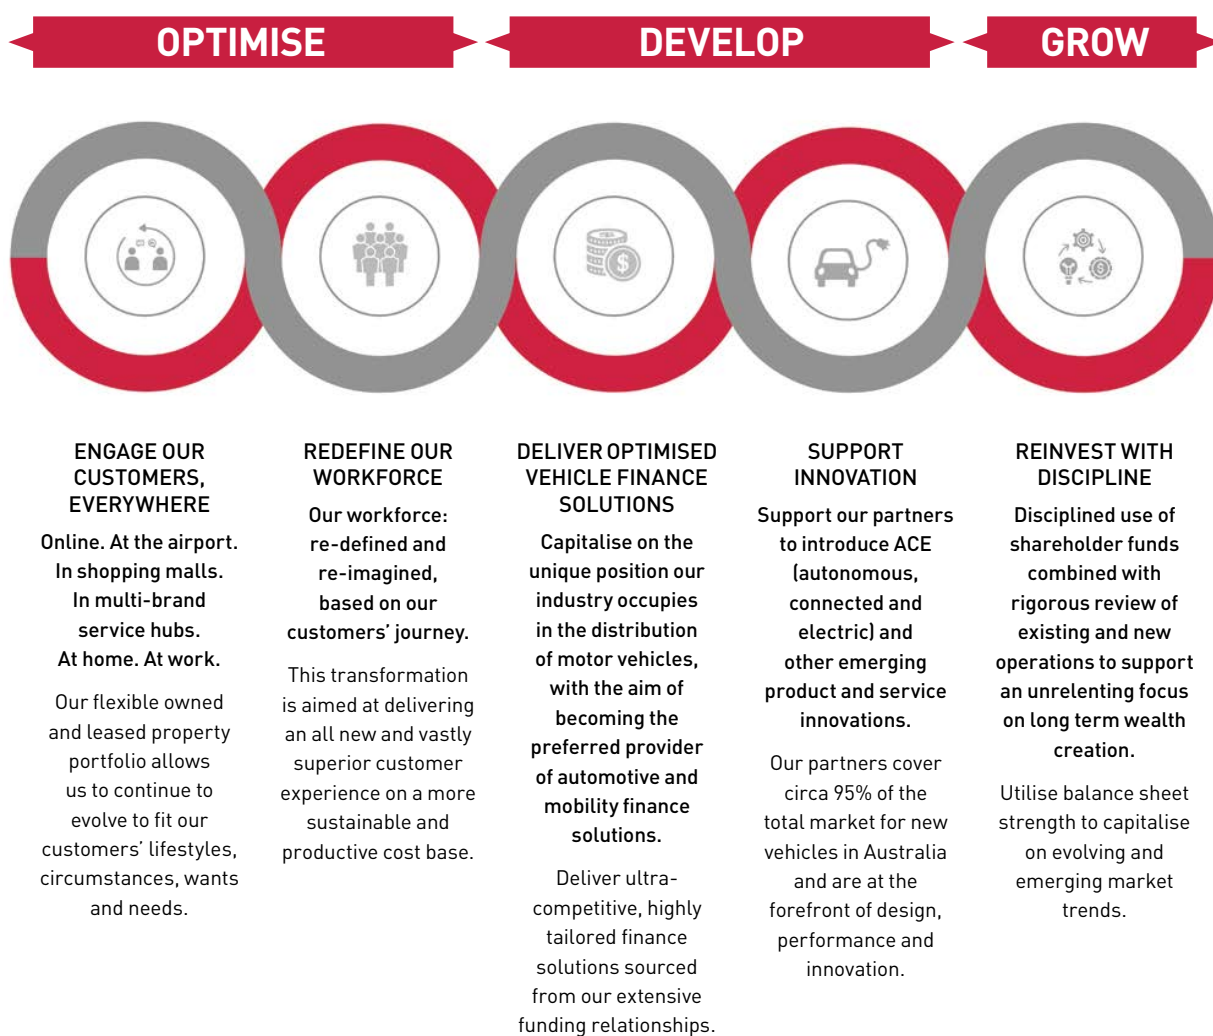 OPTIMISE
DEVELOP
GROW
ENGAGE OUR
CUSTOMERS,
EVERYWHERE
Online. At the airport.
In shopping malls.
In multi-brand
service hubs.
At home. At work.
Our flexible owned
and leased property
portfolio allows
us to continue to
evolve to fit our
customers’ lifestyles,
circumstances, wants
and needs.
REDEFINE OUR
WORKFORCE
Our workforce:
re-defined and
re-imagined,
based on our
customers’ journey.
This transformation
is aimed at delivering
an all new and vastly
superior customer
experience on a more
sustainable and
productive cost base.
DELIVER OPTIMISED
VEHICLE FINANCE
SOLUTIONS
Capitalise on the
unique position our
industry occupies
in the distribution
of motor vehicles,
with the aim of
becoming the
preferred provider
of automotive and
mobility finance
solutions.
Deliver ultra-
competitive, highly
tailored finance
solutions sourced
from our extensive
funding relationships.
SUPPORT
INNOVATION
Support our partners
to introduce ACE
(autonomous,
connected and
electric) and
other emerging
product and service
innovations.
Our partners cover
circa 95% of the
total market for new
vehicles in Australia
and are at the
forefront of design,
performance and
innovation.
REINVEST WITH
DISCIPLINE
Disciplined use of
shareholder funds
combined with
rigorous review of
existing and new
operations to support
an unrelenting focus
on long term wealth
creation.
Utilise balance sheet
strength to capitalise
on evolving and
emerging market
trends.